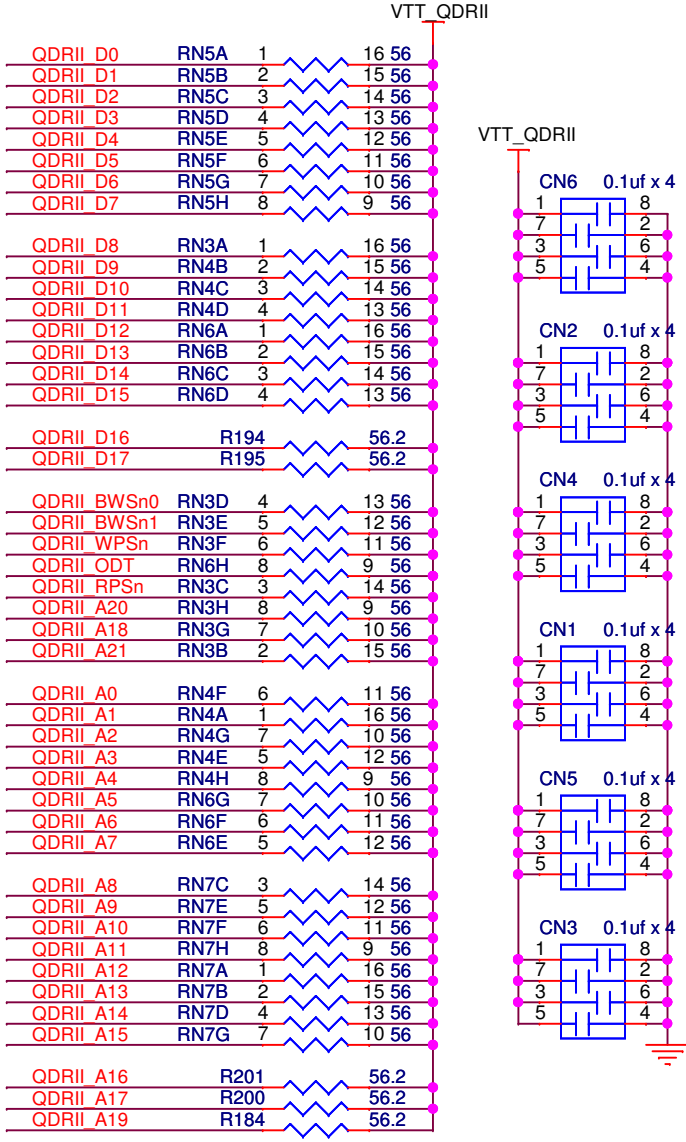 VTT_QDRII
QDRII_D0 RN5A 1 16 56
QDRII_D1 RN5B 2 15 56
QDRII_D2 RN5C 3 14 56
QDRII_D3 RN5D 4 13 56
QDRII_D4 RN5E 5 12 56
QDRII_D5 RN5F 6 11 56
QDRII_D6 RN5G 7 10 56
QDRII_D7 RN5H 8 9 56
QDRII_D8 RN3A 1 16 56
QDRII_D9 RN4B 2 15 56
QDRII_D10 RN4C 3 14 56
QDRII_D11 RN4D 4 13 56
QDRII_D12 RN6A 1 16 56
QDRII_D13 RN6B 2 15 56
QDRII_D14 RN6C 3 14 56
QDRII_D15 RN6D 4 13 56
QDRII_D16 R194 56.2
QDRII_D17 R195 56.2
QDRII_BWSn0 RN3D 4 13 56
QDRII_BWSn1 RN3E 5 12 56
QDRII_WPSn RN3F 6 11 56
QDRII_ODT RN6H 8 9 56
QDRII_RPSn RN3C 3 14 56
QDRII_A20 RN3H 8 9 56
QDRII_A18 RN3G 7 10 56
QDRII_A21 RN3B 2 15 56
QDRII_A0 RN4F 6 11 56
QDRII_A1 RN4A 1 16 56
QDRII_A2 RN4G 7 10 56
QDRII_A3 RN4E 5 12 56
QDRII_A4 RN4H 8 9 56
QDRII_A5 RN6G 7 10 56
QDRII_A6 RN6F 6 11 56
QDRII_A7 RN6E 5 12 56
QDRII_A8 RN7C 3 14 56
QDRII_A9 RN7E 5 12 56
QDRII_A10 RN7F 6 11 56
QDRII_A11 RN7H 8 9 56
QDRII_A12 RN7A 1 16 56
QDRII_A13 RN7B 2 15 56
QDRII_A14 RN7D 4 13 56
QDRII_A15 RN7G 7 10 56
QDRII_A16 R201 56.2
QDRII_A17 R200 56.2
QDRII_A19 R184 56.2
VTT_QDRII
CN6 0.1uf x 4
1 8
7 2
3 6
5 4
CN2 0.1uf x 4
1 8
7 2
3 6
5 4
CN4 0.1uf x 4
1 8
7 2
3 6
5 4
CN1 0.1uf x 4
1 8
7 2
3 6
5 4
CN5 0.1uf x 4
1 8
7 2
3 6
5 4
CN3 0.1uf x 4
1 8
7 2
3 6
5 4